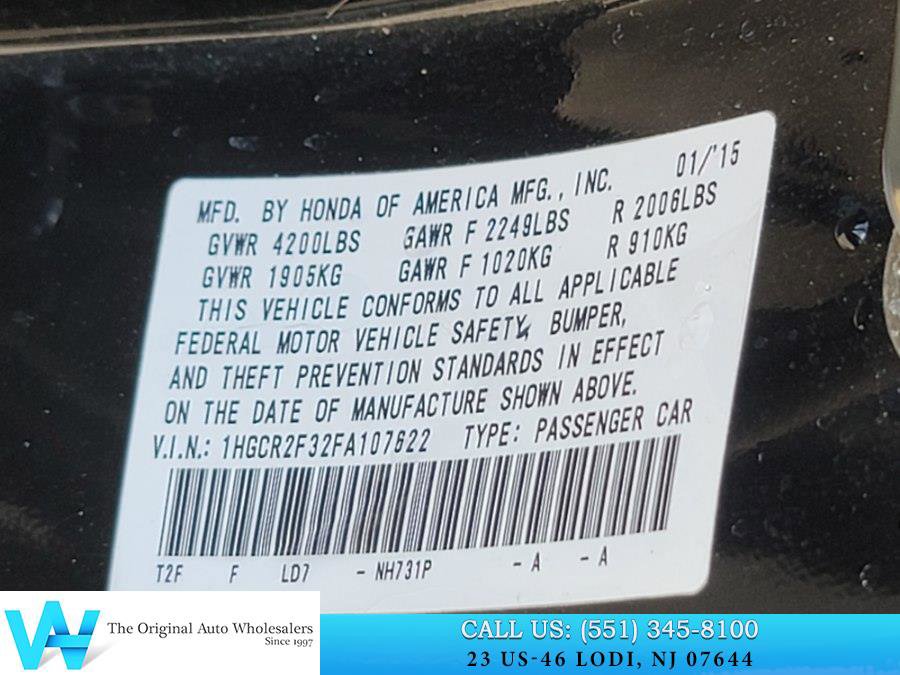 MFD. BY HONDA OF AMERICA MFG., INC. 01/'15
GVWR 4200LBS GAWR F 2249LBS R 2006LBS
GVWR 1905KG GAWR F 1020KG R 910KG
THIS VEHICLE CONFORMS TO ALL APPLICABLE
FEDERAL MOTOR VEHICLE SAFETY, BUMPER,
AND THEFT PREVENTION STANDARDS IN EFFECT
ON THE DATE OF MANUFACTURE SHOWN ABOVE.
V.I.N.: 1HGCR2F32FA107622 TYPE: PASSENGER CAR
T2F F LD7 - NH731P - A - A
W
The Original Auto Wholesalers
Since 1997
CALL US: (551) 345-8100
23 US-46 LODI, NJ 07644